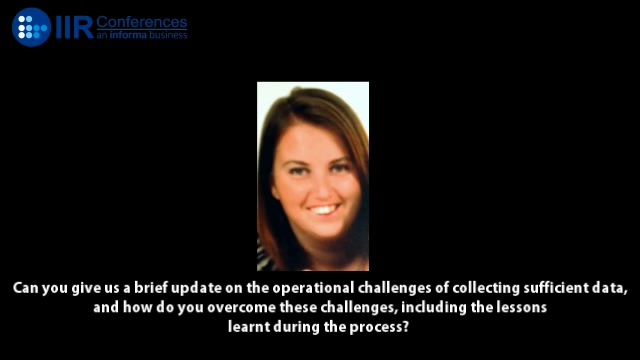 IIR Conferences
an informa business
Can you give us a brief update on the operational challenges of collecting sufficient data,
and how do you overcome these challenges, including the lessons
learnt during the process?